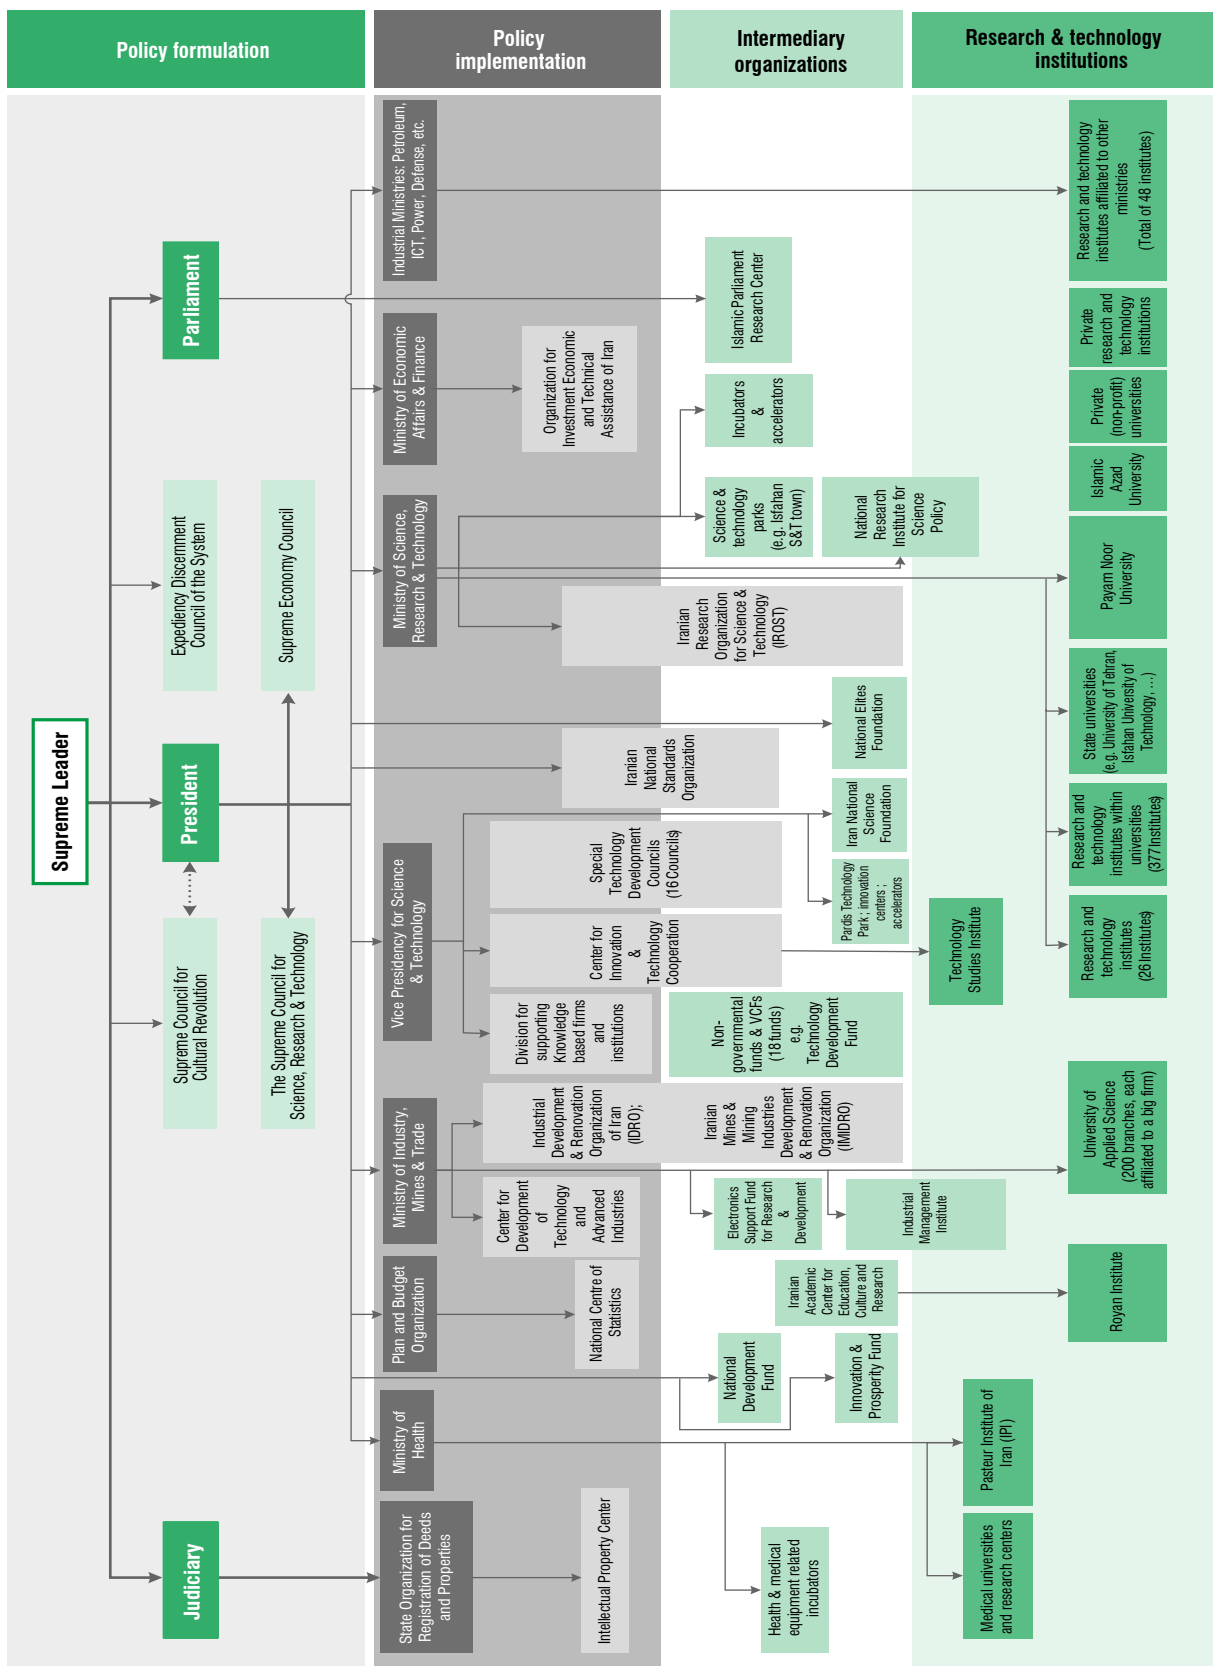 Policy formulation
Policy
implementation
Intermediary
organizations
Research & technology
institutions
Supreme Leader
Judiciary
President
Parliament
Supreme Council for
Cultural Revolution
Expediency Discernment
Council of the System
The Supreme Council for
Science, Research & Technology
Supreme Economy Council
State Organization for
Registration of Deeds
and Properties
Ministry of
Health
Plan and Budget
Organization
Ministry of Industry,
Mines & Trade
Vice Presidency for Science
& Technology
Ministry of Science,
Research & Technology
Ministry of Economic
Affairs & Finance
Industrial Ministries: Petroleum,
ICT, Power, Defense, etc.
Intellectual Property Center
National Centre of
Statistics
Center for
Development
of
Technology
and
Advanced
Industries
Industrial
Development
& Renovation
Organization
of Iran
(IDRO);
Iranian
Mines &
Mining
Industries
Development
& Renovation
Organization
(IMIDRO)
Division for
supporting
Knowledge
based firms
and
institutions
Center for
Innovation
&
Technology
Cooperation
Special
Technology
Development
Councils
(16 Councils)
Iranian
National
Standards
Organization
Iranian
Research
Organization
for Science &
Technology
(IROST)
Organization for
Investment Economic
and Technical
Assistance of Iran
Health & medical
equipment related
incubators
National
Development
Fund
Innovation &
Prosperity Fund
Iranian
Academic
Center for
Education,
Culture and
Research
Electronics
Support Fund
for Research
&
Development
Industrial
Management
Institute
Non-
governmental
funds & VCFs
(18 funds)
e.g.
Technology
Development
Fund
Pardis Technology
Park ; innovation
centers ;
accelerators
Iran National
Science
Foundation
National Elites
Foundation
Science &
technology
parks
(e.g. Isfahan
S&T town)
National
Research
Institute for
Science
Policy
Incubators
&
accelerators
Islamic Parliament
Research Center
Medical universities
and research centers
Pasteur Institute of
Iran (IPI)
Royan Institute
University of
Applied Science
(200 branches, each
affiliated to a big firm)
Technology
Studies Institute
Research and
technology
institutes
(26 Institutes)
Research and
technology
institutes within
universities
(377 Institutes)
State universities
(e.g. University of Tehran,
Isfahan University of
Technology, …)
Payam Noor
University
Islamic
Azad
University
Private
(non-profit)
universities
Private
research and
technology
institutions
Research and technology
institutes affiliated to other
ministries
(Total of 48 institutes)